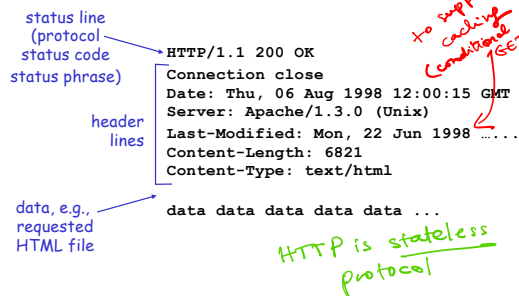 status line
(protocol
status code
status phrase)
HTTP/1.1 200 OK
Connection close
Date: Thu, 06 Aug 1998 12:00:15 GMT
Server: Apache/1.3.0 (Unix)
Last-Modified: Mon, 22 Jun 1998 …...
Content-Length: 6821
Content-Type: text/html
header
lines
data, e.g.,
requested
HTML file
data data data data data ...
to
caching
(conditional
HTTP is stateless
protocol